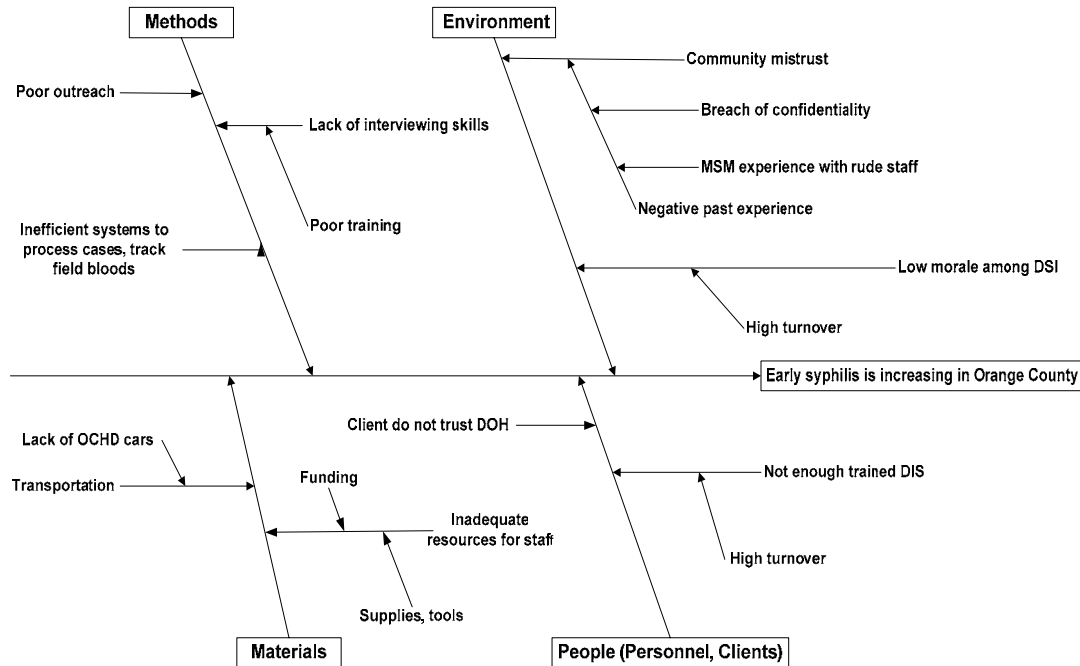 Methods
Environment
Community mistrust
Poor outreach
Breach of confidentiality
Lack of interviewing skills
MSM experience with rude staff
Negative past experience
Poor training
Inefficient systems to
process cases, track
field bloods
Low morale among DSI
High turnover
Early syphilis is increasing in Orange County
Client do not trust DOH
Lack of OCHD cars
Transportation
Funding
Not enough trained DIS
Inadequate
resources for staff
High turnover
Supplies, tools
Materials
People (Personnel, Clients)